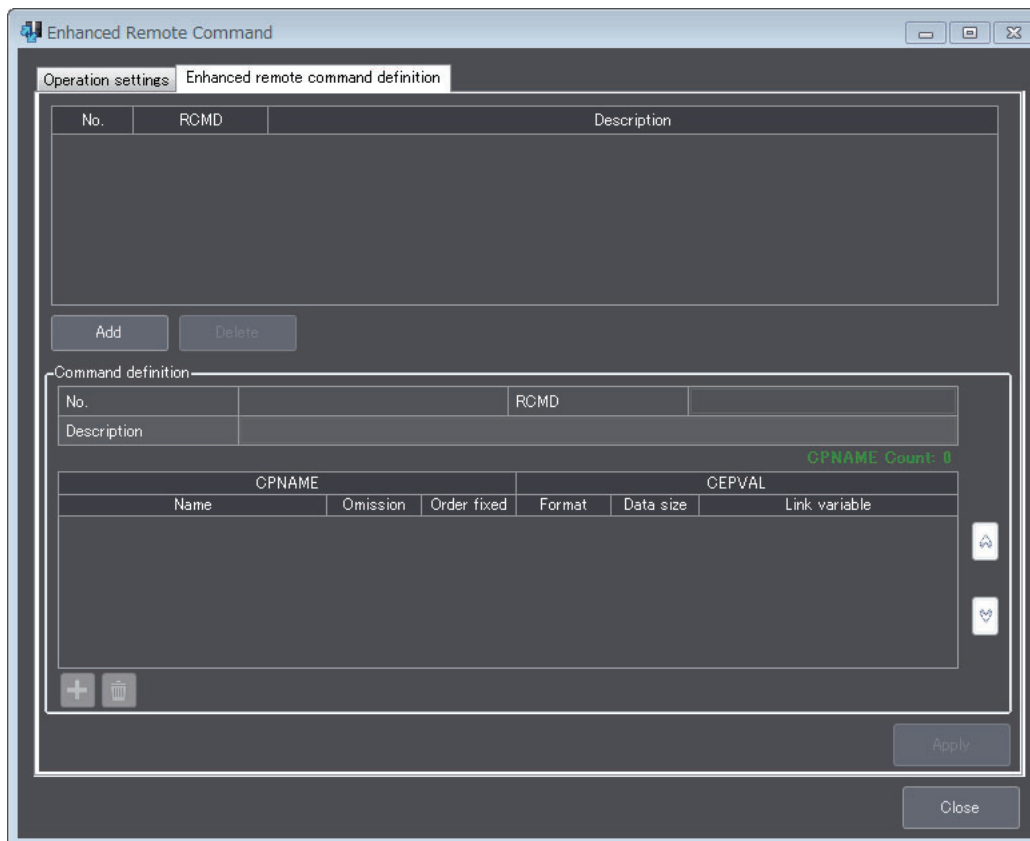 Enhanced Remote Command
Operation settings Enhanced remote command definition
No. RCMD Description
Add Delete
Command definition
No. RCMD
Description
CPNAME Count: 0
CPNAME CEPVAL
Name Omission Order fixed Format Data size Link variable
Apply
Close